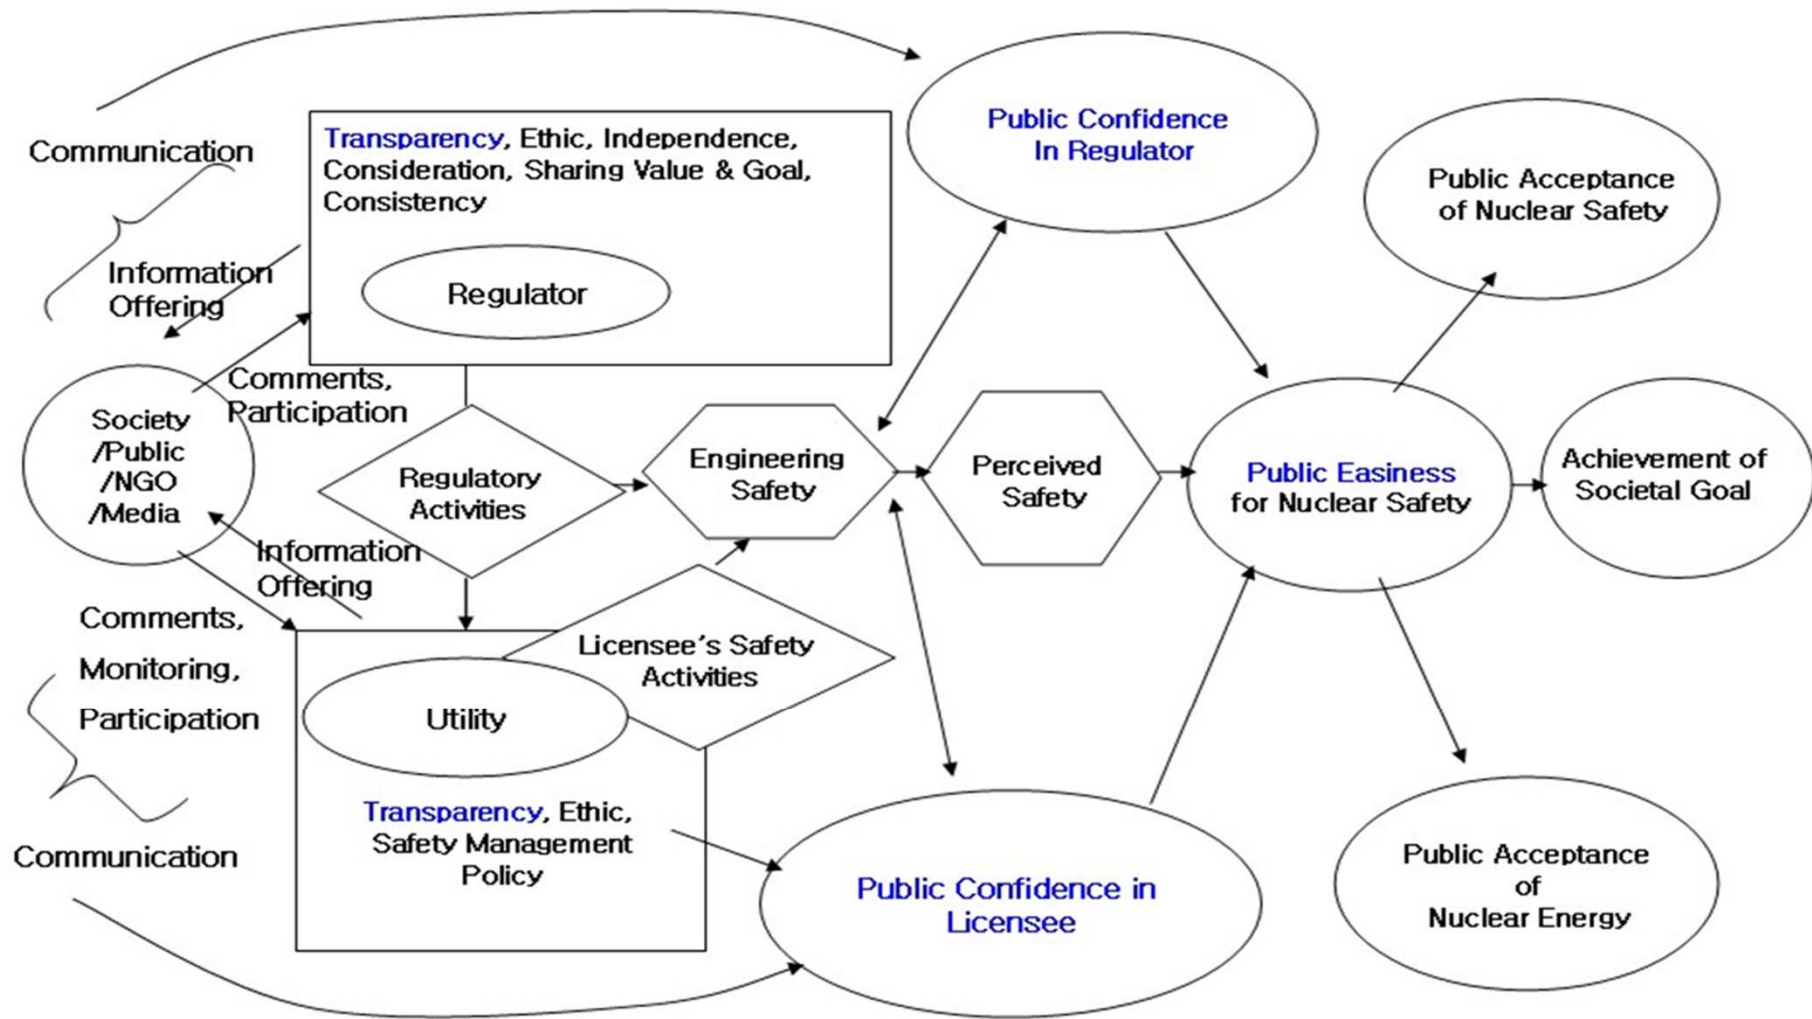 Communication
Transparency, Ethic, Independence,
Consideration, Sharing Value & Goal,
Consistency
Regulator
Information
Offering
Comments,
Participation
Society
/Public
/NGO
/Media
Regulatory
Activities
Engineering
Safety
Perceived
Safety
Public Confidence
In Regulator
Public Easiness
for Nuclear Safety
Public Acceptance
of Nuclear Safety
Achievement of
Societal Goal
Information
Offering
Comments,
Monitoring,
Participation
Licensee's Safety
Activities
Utility
Transparency, Ethic,
Safety Management
Policy
Communication
Public Confidence in
Licensee
Public Acceptance
of
Nuclear Energy